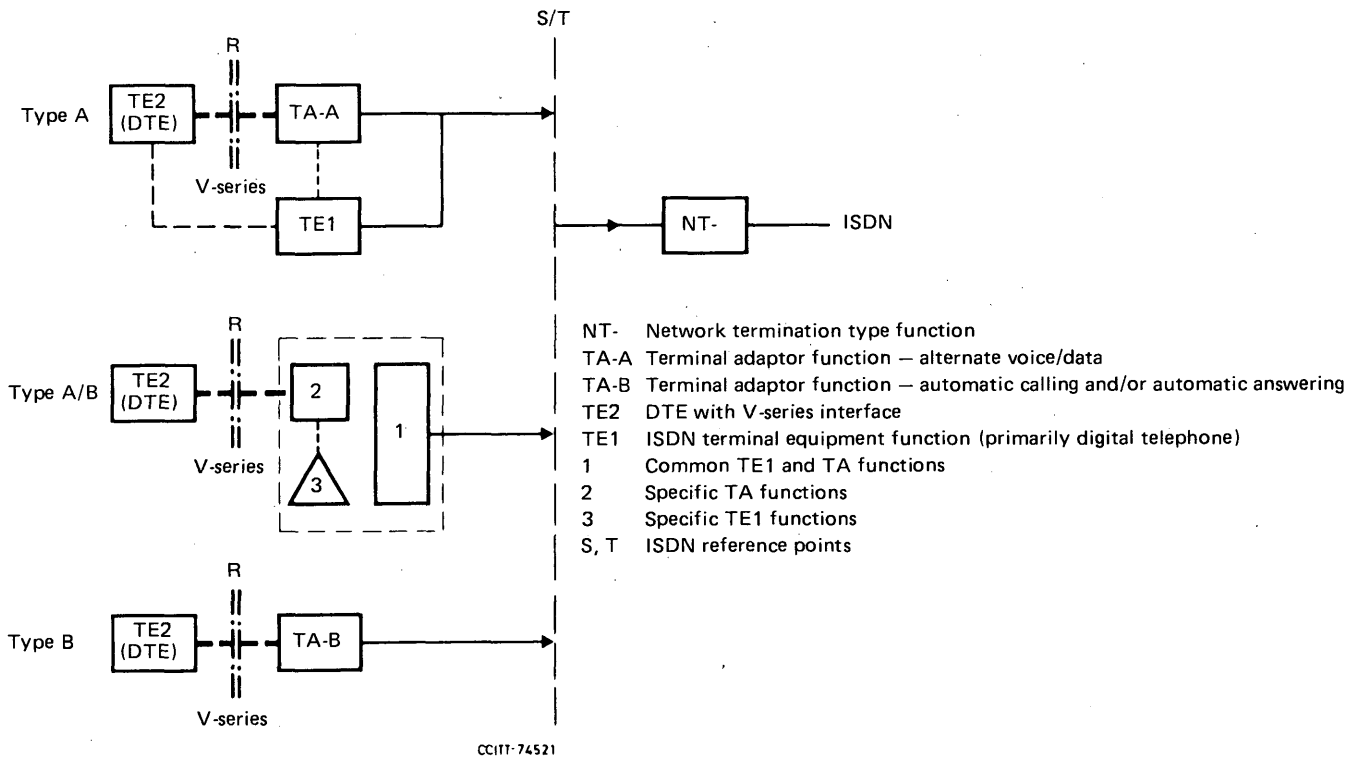 S/T
R
Type A
TE2
(DTE)
TA-A
V-series
TE1
NT-
ISDN
R
Type A/B
TE2
(DTE)
2
1
3
V-series
NT- Network termination type function
TA-A Terminal adaptor function — alternate voice/data
TA-B Terminal adaptor function — automatic calling and/or automatic answering
TE2 DTE with V-series interface
TE1 ISDN terminal equipment function (primarily digital telephone)
1 Common TE1 and TA functions
2 Specific TA functions
3 Specific TE1 functions
S, T ISDN reference points
R
Type B
TE2
(DTE)
TA-B
V-series
CCITT-74521